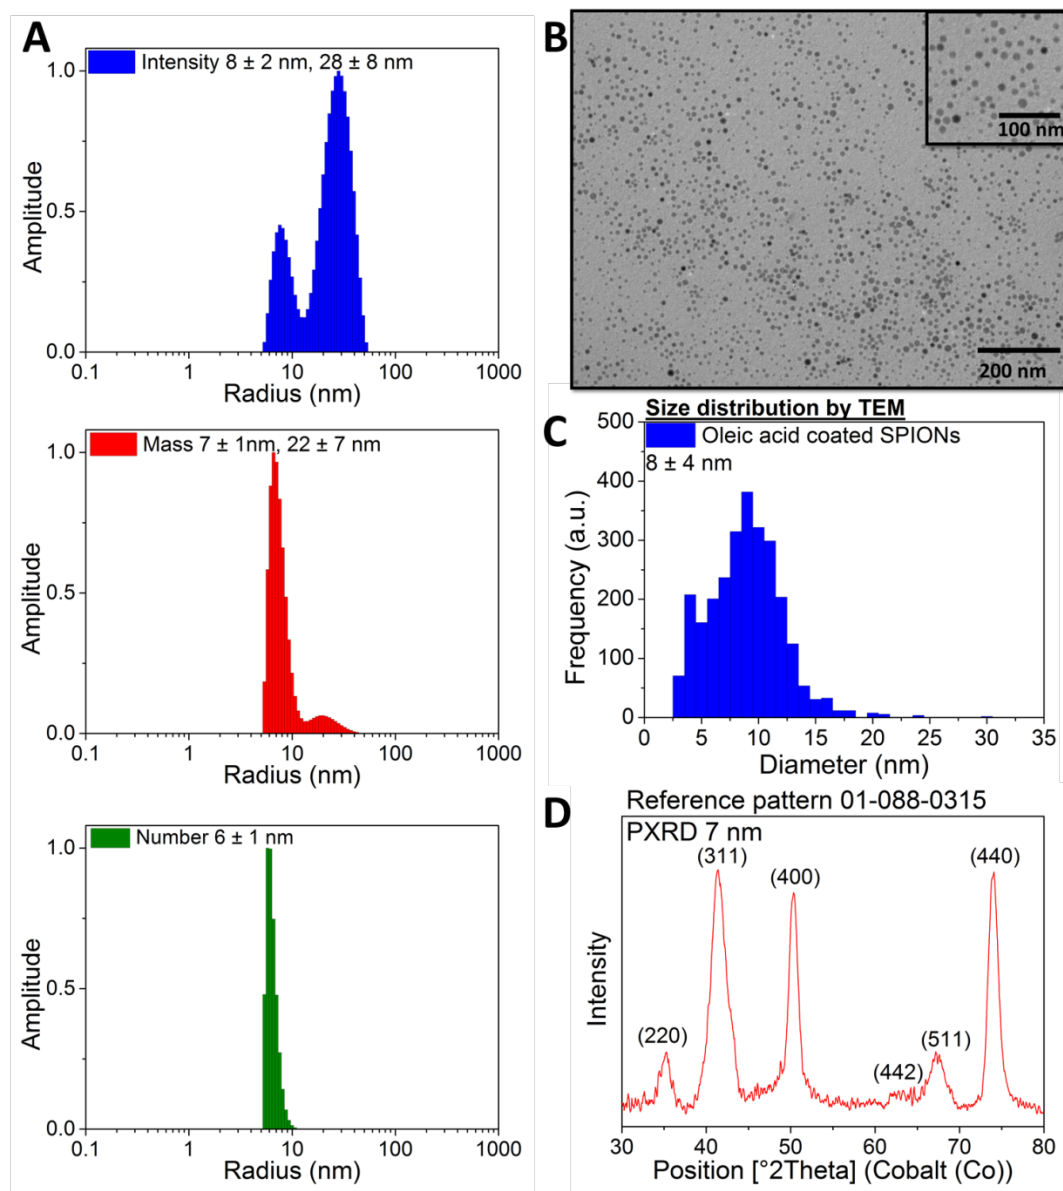 A
Intensity 8 ± 2 nm, 28 ± 8 nm
1.0
0.5
0.0
Amplitude
0.1 1 10 100 1000
Radius (nm)
Mass 7 ± 1nm, 22 ± 7 nm
1.0
0.5
0.0
Amplitude
0.1 1 10 100 1000
Radius (nm)
Number 6 ± 1 nm
1.0
0.5
0.0
Amplitude
0.1 1 10 100 1000
Radius (nm)
B
100 nm
200 nm
C
Size distribution by TEM
Oleic acid coated SPIONs
8 ± 4 nm
500
400
300
200
100
0
Frequency (a.u.)
0 5 10 15 20 25 30 35
Diameter (nm)
D
Reference pattern 01-088-0315
PXRD 7 nm
(220)
(311)
(400)
(442)
(511)
(440)
Intensity
30 40 50 60 70 80
Position [°2Theta] (Cobalt (Co)